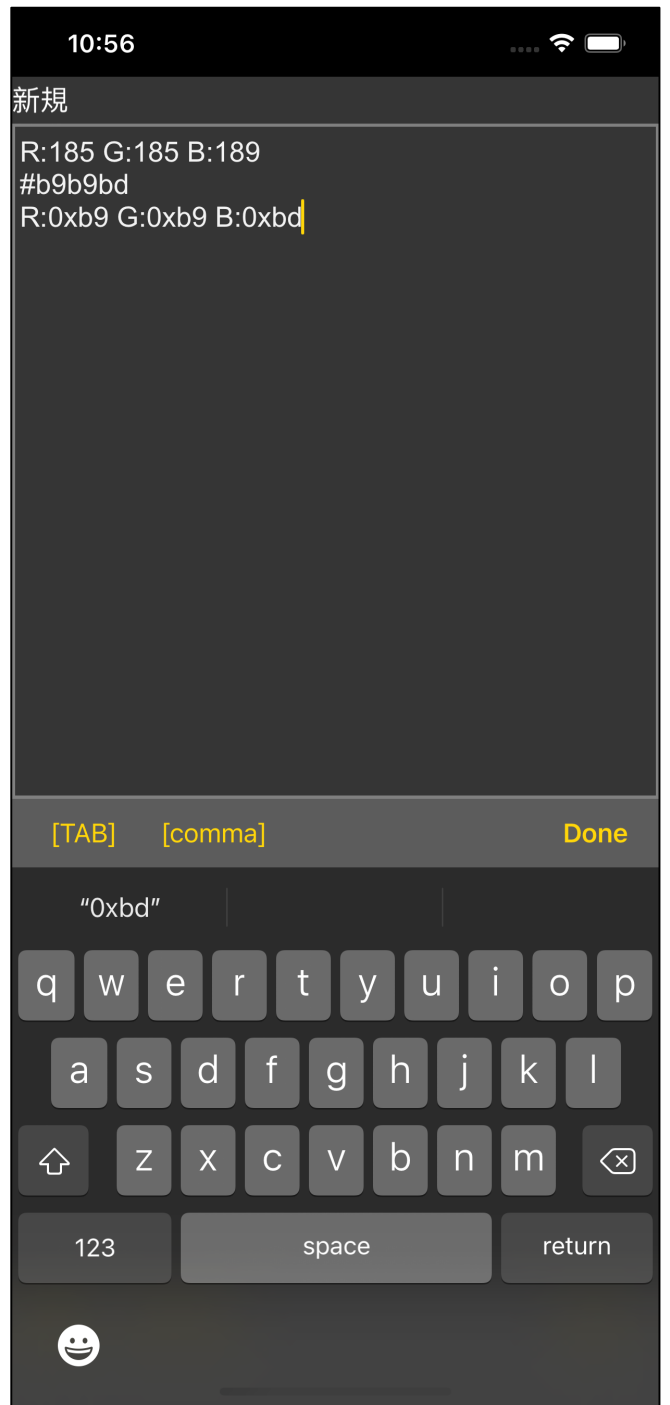 10:56
新規
R:185 G:185 B:189
#b9b9bd
R:0xb9 G:0xb9 B:0xbd
[TAB] [comma] Done
“0xbd”
q w e r t y u i o p
a s d f g h j k l
z x c v b n m
123 space return